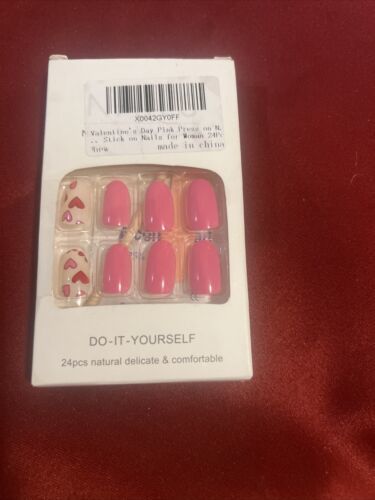 X0042GY0FF
Valentine's Day Pink Press on N.
.. Stick on Nails for Woman 24Pc
New
made in china
DO-IT-YOURSELF
24pcs natural delicate & comfortable